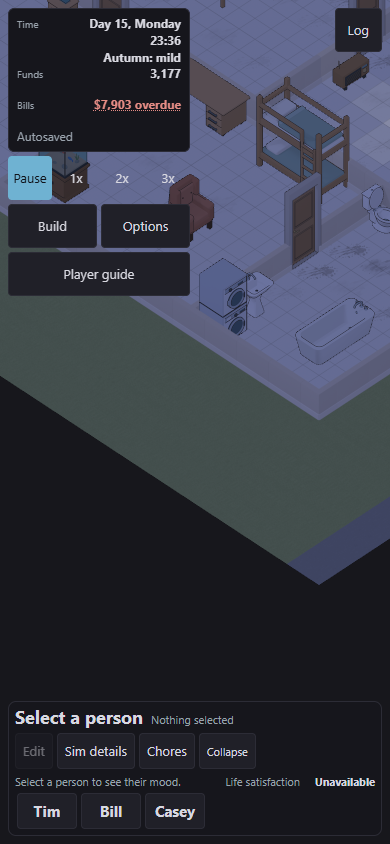 Time Day 15, Monday
23:36
Autumn: mild
Funds 3,177
Bills $7,903 overdue
Autosaved
Log
Pause 1x 2x 3x
Build Options
Player guide
Select a person Nothing selected
Edit Sim details Chores Collapse
Select a person to see their mood. Life satisfaction Unavailable
Tim Bill Casey